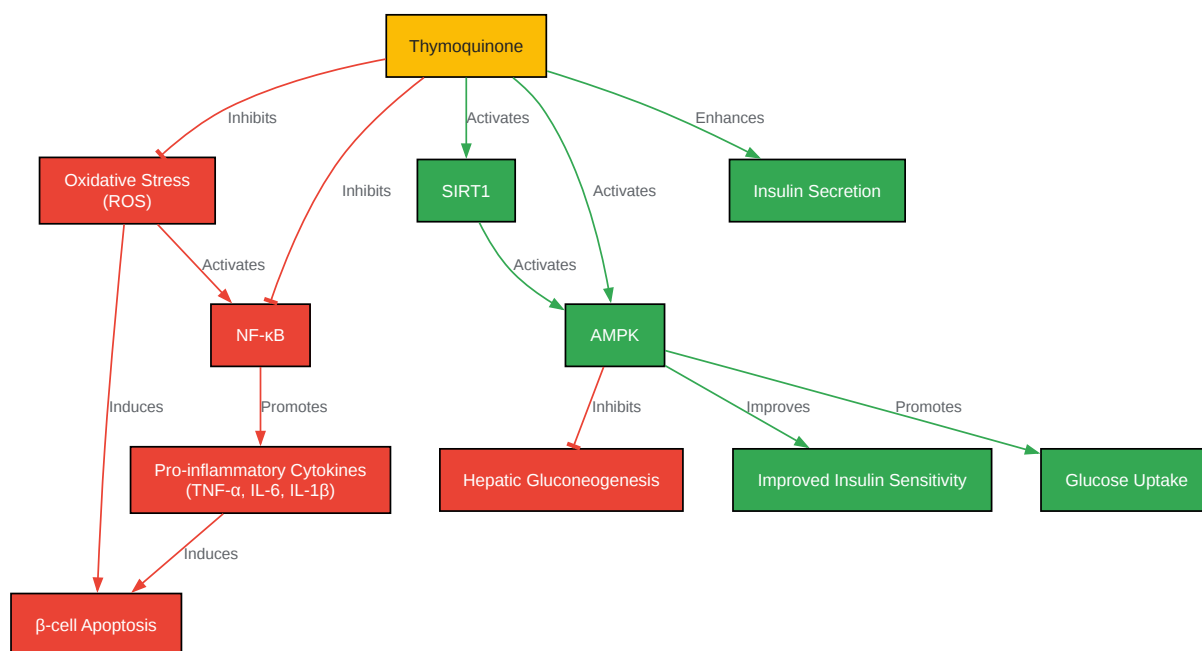 Thymoquinone
Inhibits
Activates
Enhances
Oxidative Stress
(ROS)
Inhibits
SIRT1
Activates
Insulin Secretion
Activates
Activates
NF-κB
AMPK
Induces
Promotes
Inhibits
Improves
Promotes
Pro-inflammatory Cokines
(TNF-α, IL-6, IL-1β)
Hepatic Gluconeogenesis
Improved Insulin Sensitivity
Glucose Uptake
Induces
β-cell Apoptosis